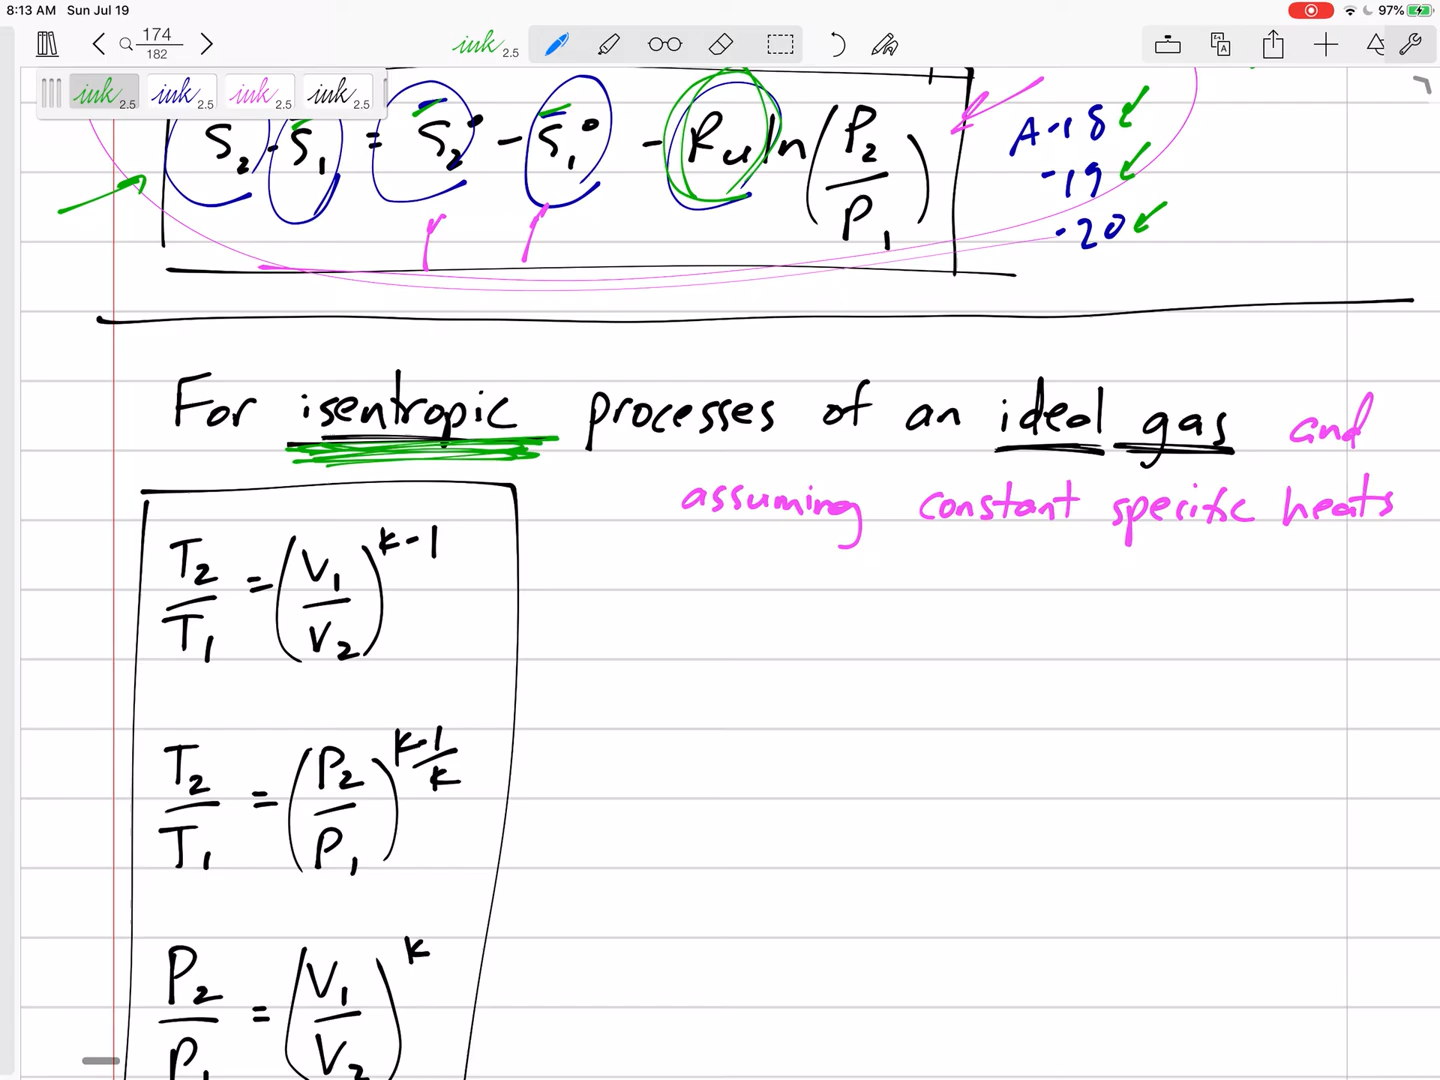 8:13 AM Sun Jul 19
97%
174
182
ink 2.5
ink 2.5 ink 2.5 ink 2.5 ink 2.5
S̄₂ - S̄₁ = S̄₂° - S̄₁° - Ru ln(P₂/P₁)
A-18
-19
-20
For isentropic processes of an ideal gas and
assuming constant specific heats
T₂/T₁ = (V₁/V₂)^(k-1)
T₂/T₁ = (P₂/P₁)^((k-1)/k)
P₂/P₁ = (V₁/V₂)^k